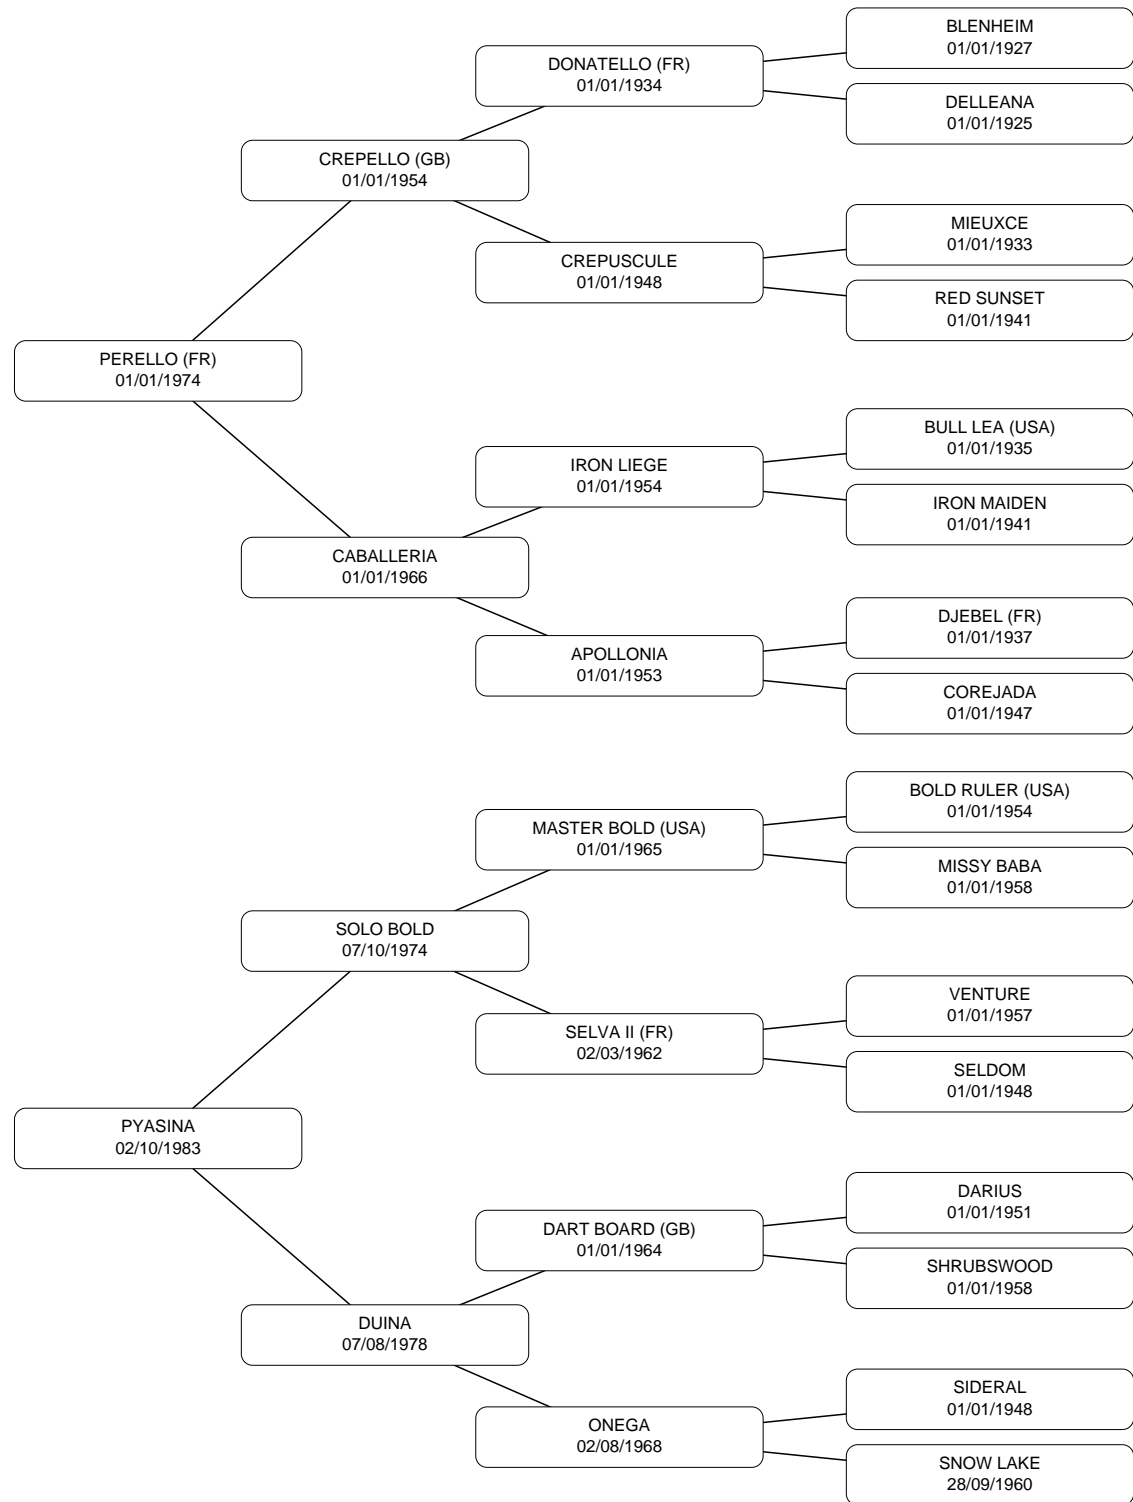 BLENHEIM
01/01/1927
DONATELLO (FR)
01/01/1934
DELLEANA
01/01/1925
CREPELLO (GB)
01/01/1954
MIEUXCE
01/01/1933
CREPUSCULE
01/01/1948
RED SUNSET
01/01/1941
PERELLO (FR)
01/01/1974
BULL LEA (USA)
01/01/1935
IRON LIEGE
01/01/1954
IRON MAIDEN
01/01/1941
CABALLERIA
01/01/1966
DJEBEL (FR)
01/01/1937
APOLLONIA
01/01/1953
COREJADA
01/01/1947
BOLD RULER (USA)
01/01/1954
MASTER BOLD (USA)
01/01/1965
MISSY BABA
01/01/1958
SOLO BOLD
07/10/1974
VENTURE
01/01/1957
SELVA II (FR)
02/03/1962
SELDOM
01/01/1948
PYASINA
02/10/1983
DARIUS
01/01/1951
DART BOARD (GB)
01/01/1964
SHRUBSWOOD
01/01/1958
DUINA
07/08/1978
SIDERAL
01/01/1948
ONEGA
02/08/1968
SNOW LAKE
28/09/1960